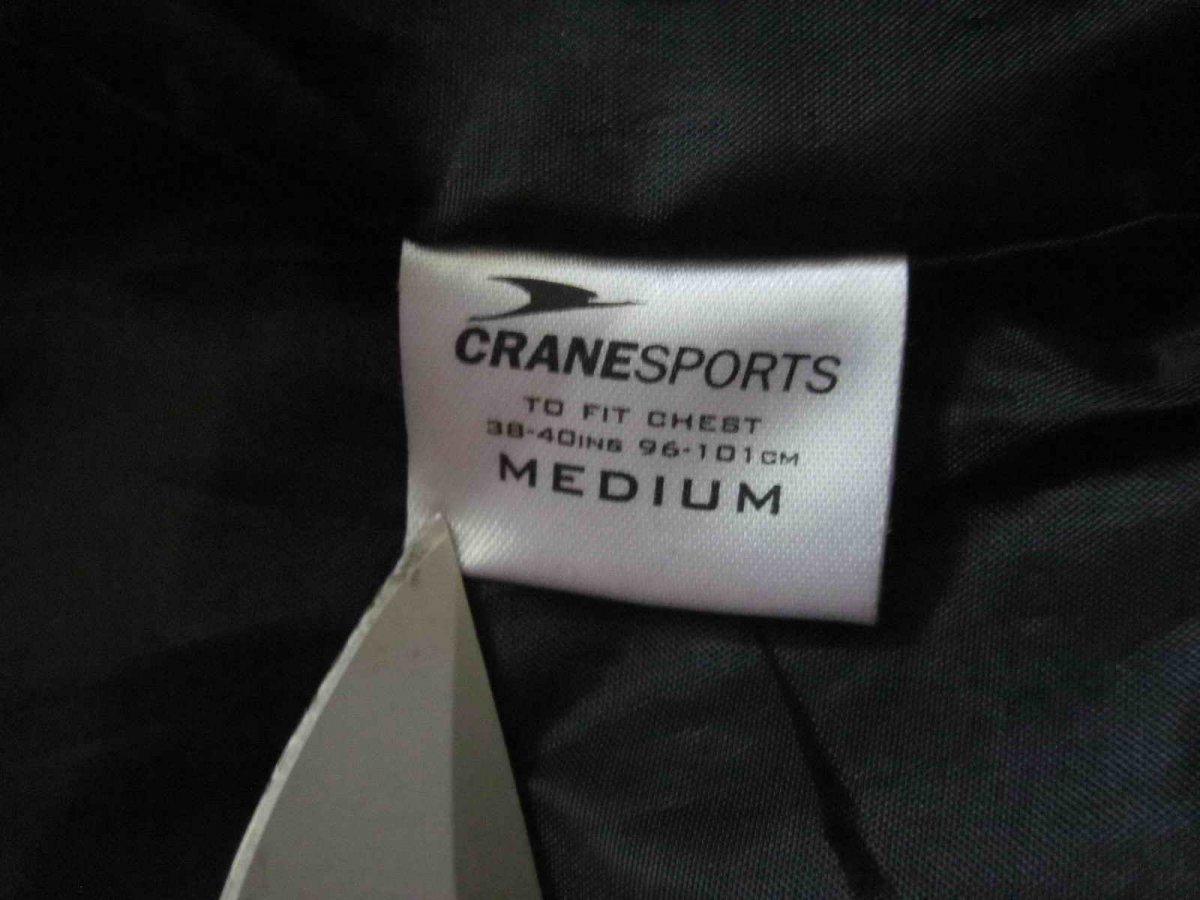 CRANESPORTS
TO FIT CHEST
38-40INS 96-101CM
MEDIUM